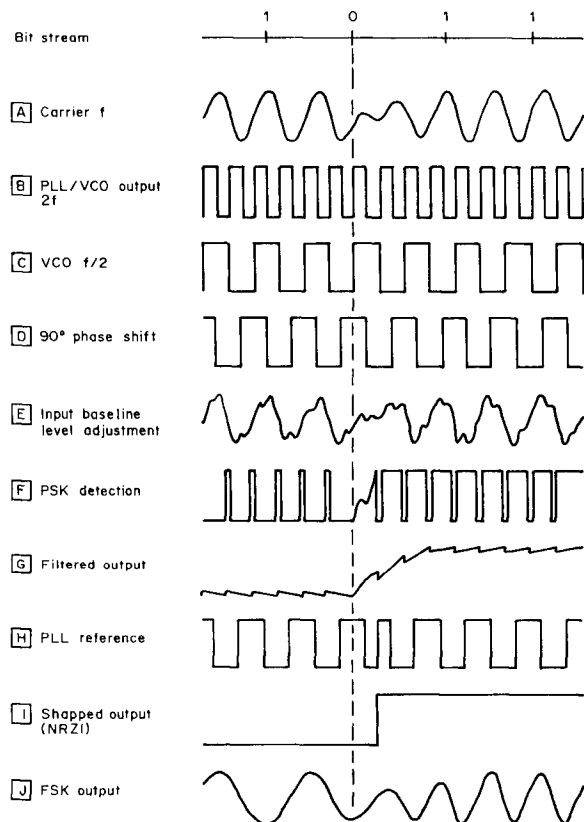 1 0 1 1
Bit stream
A Carrier f
B PLL/VCO output
2f
C VCO f/2
D 90° phase shift
E Input baseline
level adjustment
F PSK detection
G Filtered output
H PLL reference
I Shapped output
(NRZI)
J FSK output